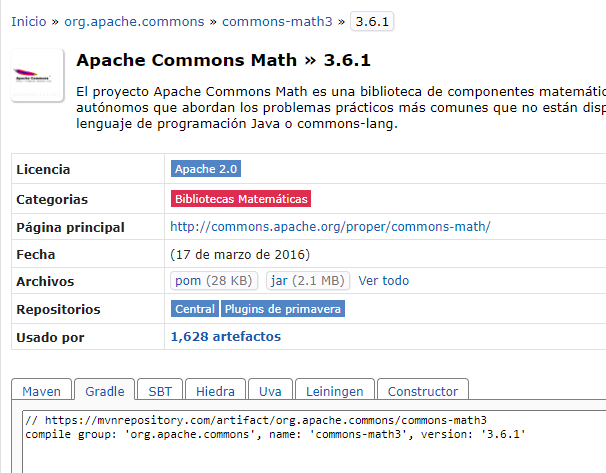 Inicio » org.apache.commons » commons-math3 » 3.6.1
Apache Commons Math » 3.6.1
El proyecto Apache Commons Math es una biblioteca de componentes matemátic
autónomos que abordan los problemas prácticos más comunes que no están disp
lenguaje de programación Java o commons-lang.
Licencia Apache 2.0
Categorias Bibliotecas Matemáticas
Página principal http://commons.apache.org/proper/commons-math/
Fecha (17 de marzo de 2016)
Archivos pom (28 KB) jar (2.1 MB) Ver todo
Repositorios Central Plugins de primavera
Usado por 1,628 artefactos
Maven Gradle SBT Hiedra Uva Leiningen Constructor
// https://mvnrepository.com/artifact/org.apache.commons/commons-math3
compile group: 'org.apache.commons', name: 'commons-math3', version: '3.6.1'